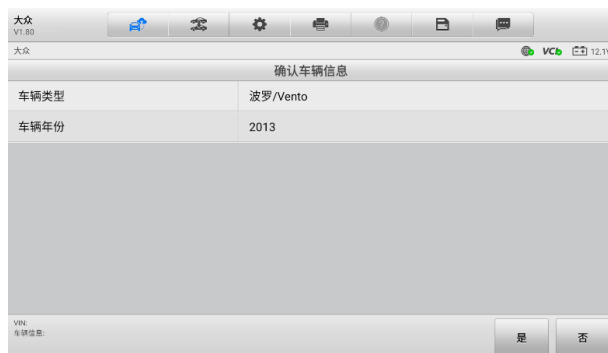 大众
V1.80
大众
VCb 12.1V
确认车辆信息
车辆类型 波罗/Vento
车辆年份 2013
VIN:
车辆信息:
是 否